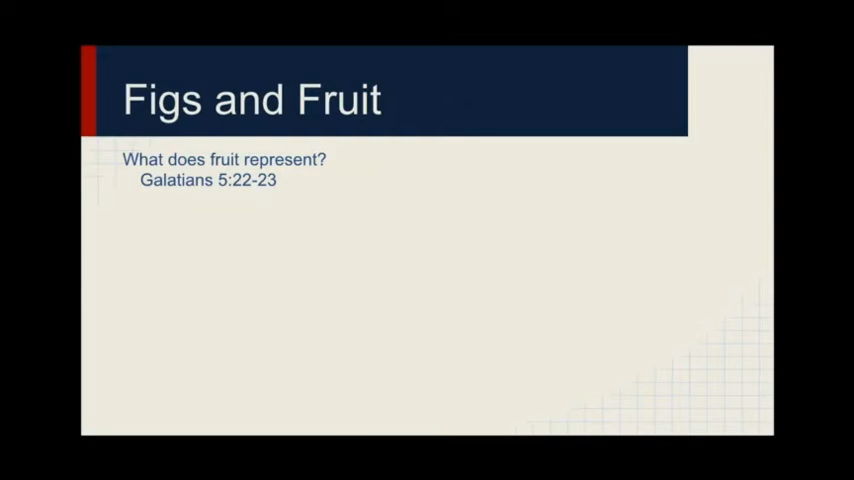 Figs and Fruit
What does fruit represent?
Galatians 5:22-23